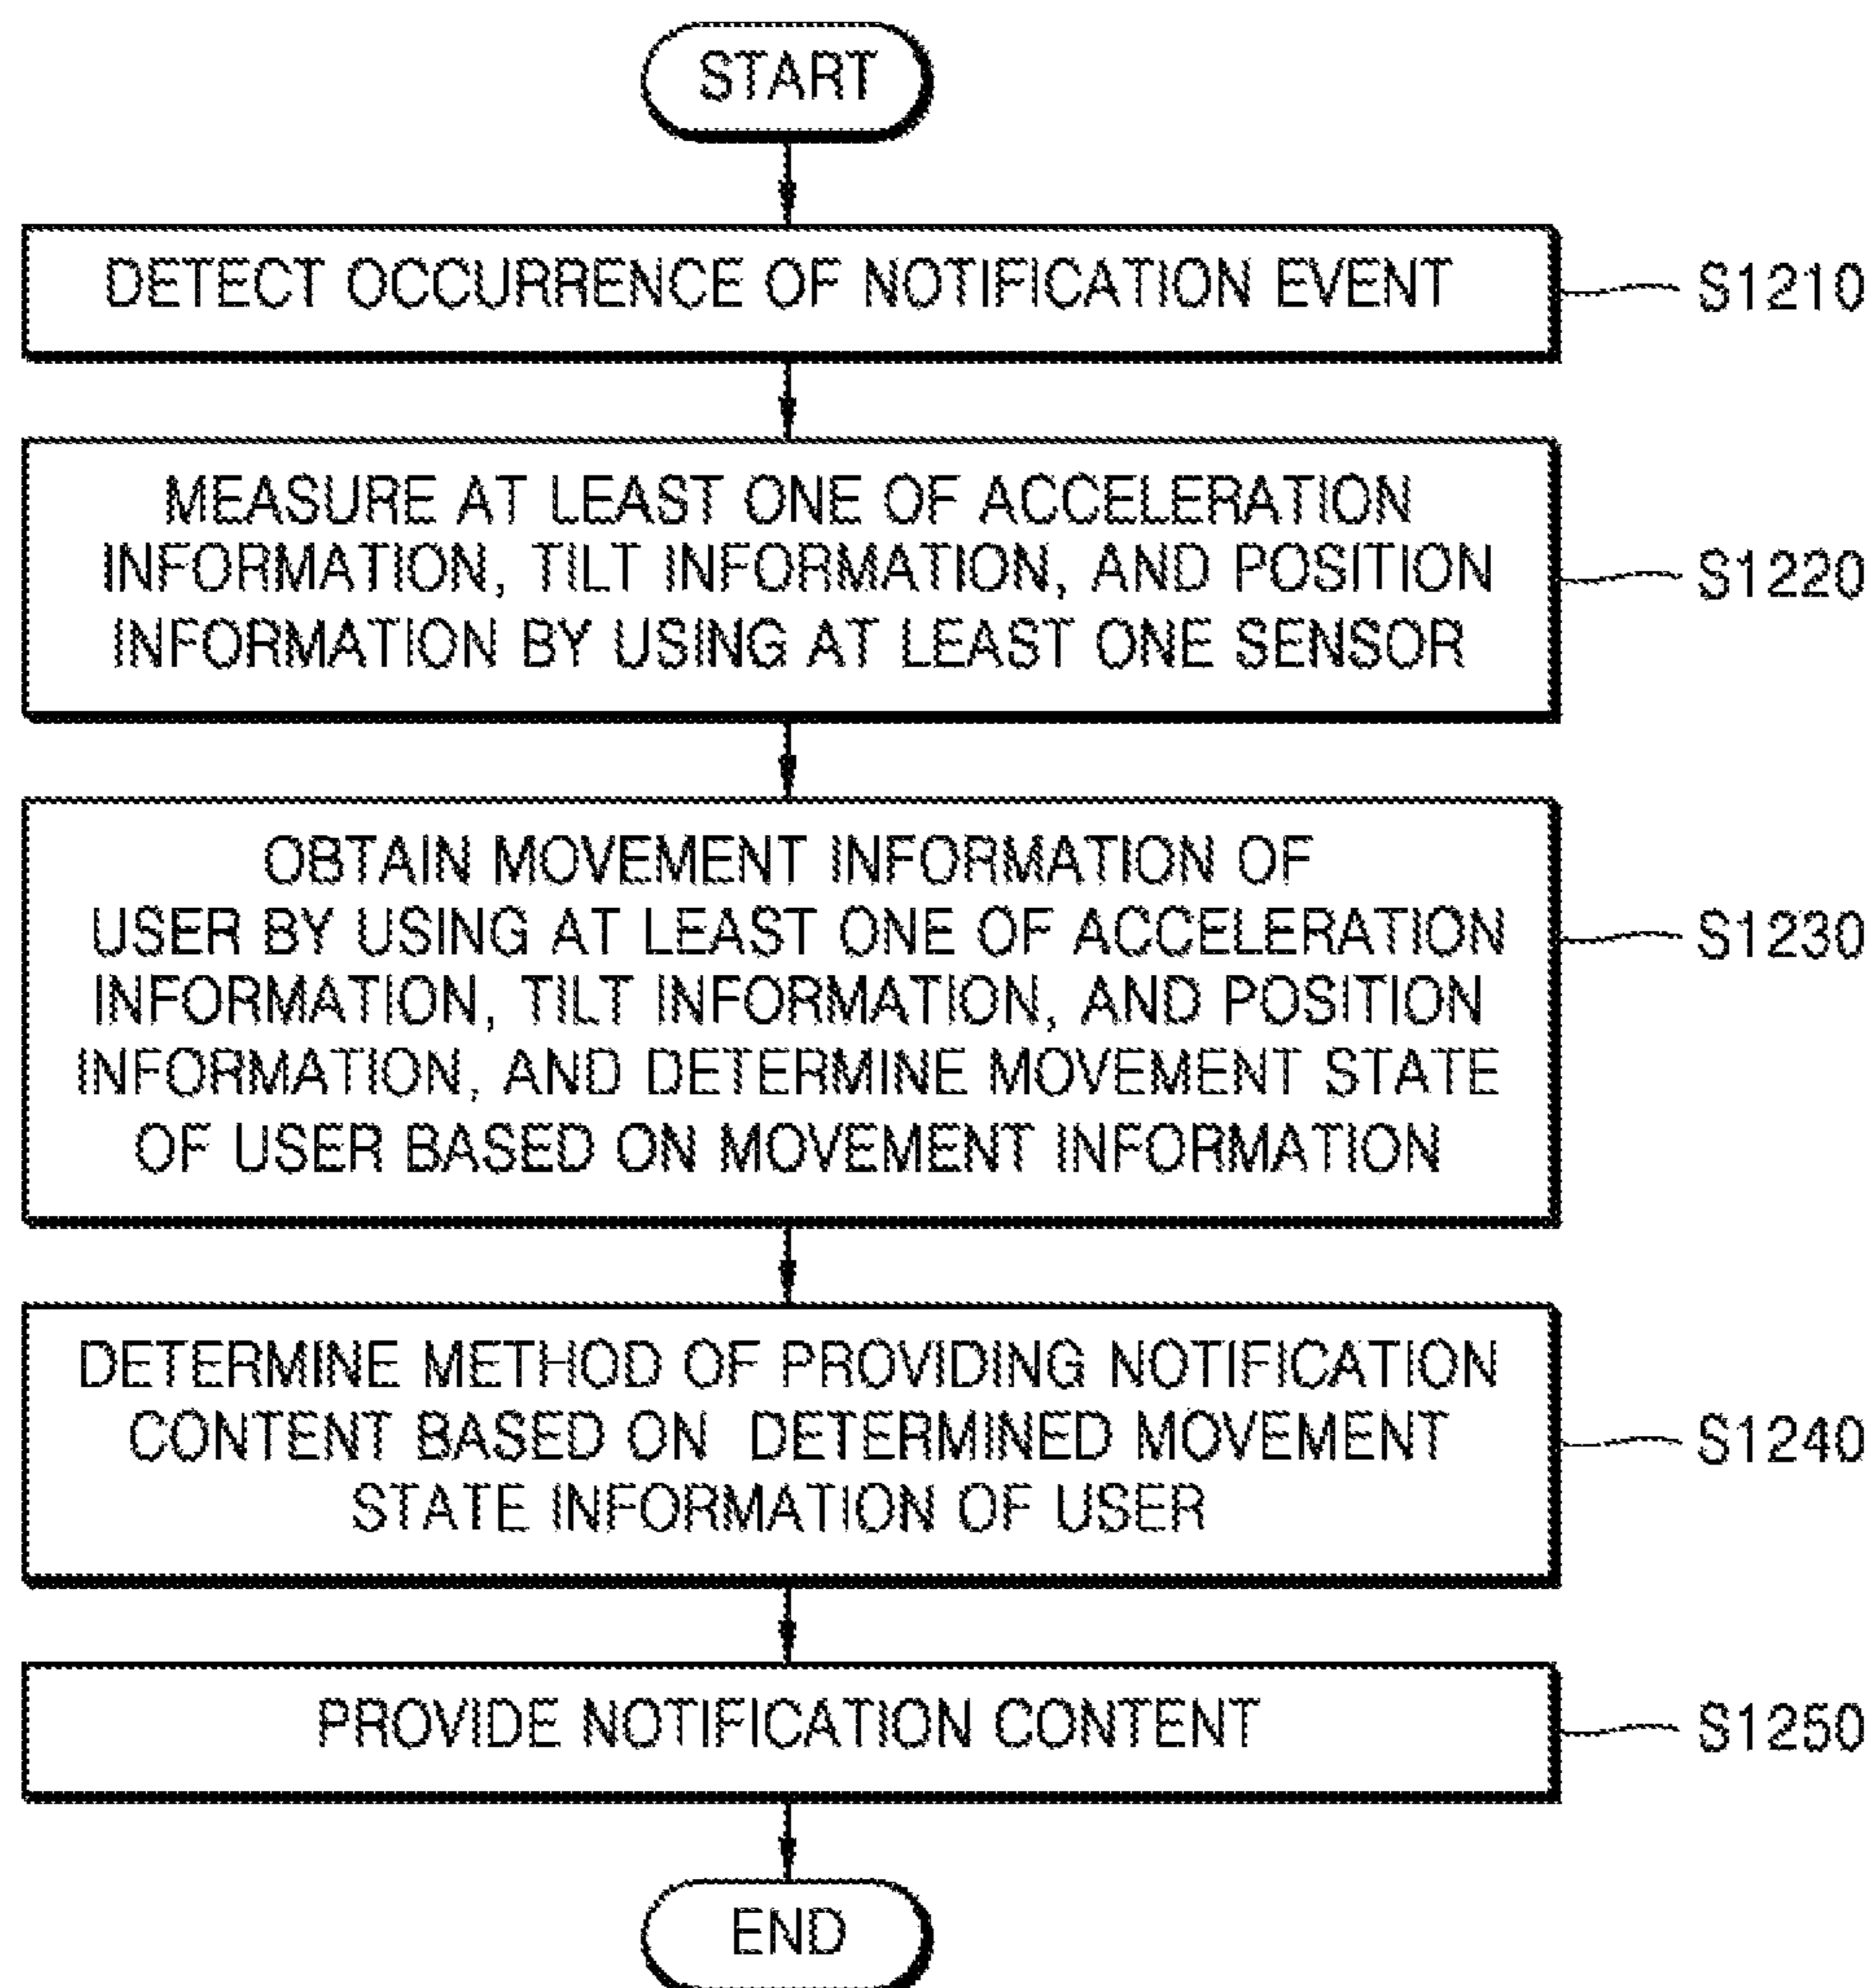 START
DETECT OCCURRENCE OF NOTIFICATION EVENT
S1210
MEASURE AT LEAST ONE OF ACCELERATION
INFORMATION, TILT INFORMATION, AND POSITION
INFORMATION BY USING AT LEAST ONE SENSOR
S1220
OBTAIN MOVEMENT INFORMATION OF
USER BY USING AT LEAST ONE OF ACCELERATION
INFORMATION, TILT INFORMATION, AND POSITION
INFORMATION, AND DETERMINE MOVEMENT STATE
OF USER BASED ON MOVEMENT INFORMATION
S1230
DETERMINE METHOD OF PROVIDING NOTIFICATION
CONTENT BASED ON DETERMINED MOVEMENT
STATE INFORMATION OF USER
S1240
PROVIDE NOTIFICATION CONTENT
S1250
END